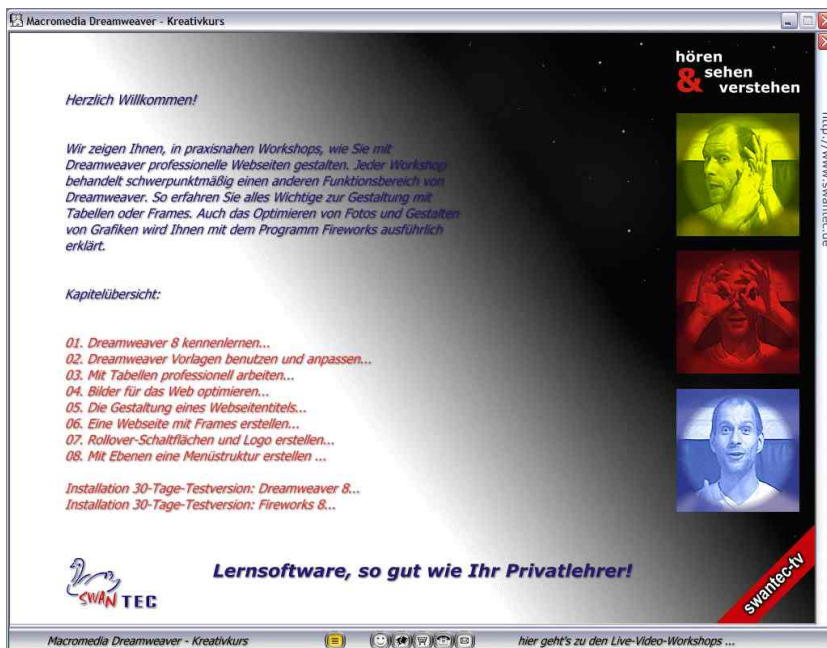 Macromedia Dreamweaver - Kreativkurs
hören
& sehen
verstehen
http://www.swantec.de
Herzlich Willkommen!
Wir zeigen Ihnen, in praxisnahen Workshops, wie Sie mit
Dreamweaver professionelle Webseiten gestalten. Jeder Workshop
behandelt schwerpunktmäßig einen anderen Funktionsbereich von
Dreamweaver. So erfahren Sie alles Wichtige zur Gestaltung mit
Tabellen oder Frames. Auch das Optimieren von Fotos und Gestalten
von Grafiken wird Ihnen mit dem Programm Fireworks ausführlich
erklärt.
Kapitelübersicht:
01. Dreamweaver 8 kennenlernen...
02. Dreamweaver Vorlagen benutzen und anpassen...
03. Mit Tabellen professionell arbeiten...
04. Bilder für das Web optimieren...
05. Die Gestaltung eines Webseitentitels...
06. Eine Webseite mit Frames erstellen...
07. Rollover-Schaltflächen und Logo erstellen...
08. Mit Ebenen eine Menüstruktur erstellen ...
Installation 30-Tage-Testversion: Dreamweaver 8...
Installation 30-Tage-Testversion: Fireworks 8...
SWAN TEC
Lernsoftware, so gut wie Ihr Privatlehrer!
swantec-tv
Macromedia Dreamweaver - Kreativkurs
hier geht's zu den Live-Video-Workshops ...